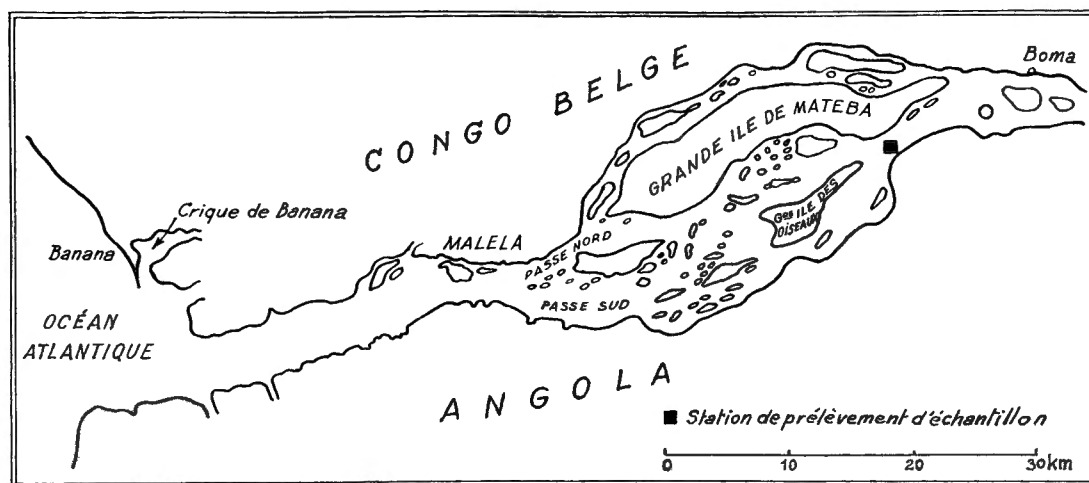 Boma
CONGO BELGE
GRANDE ILE DE MATEBA
Crique de Banana
Banana
MALELA
PASSE NORD
Gde ILE DES
OISEAUX
PASSE SUD
OCÉAN
ATLANTIQUE
ANGOLA
Station de prélèvement d'échantillon
0 10 20 30km